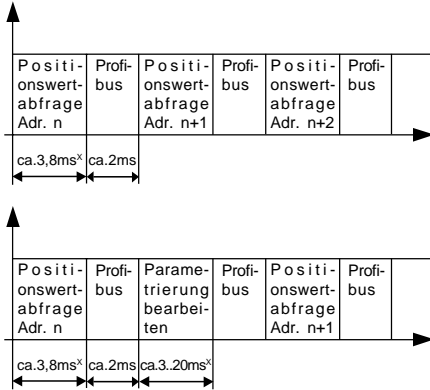 Positi-
onswert-
abfrage
Adr. n
Profi-
bus
Positi-
onswert-
abfrage
Adr. n+1
Profi-
bus
Positi-
onswert-
abfrage
Adr. n+2
Profi-
bus
ca.3,8msˣ
ca.2ms
Positi-
onswert-
abfrage
Adr. n
Profi-
bus
Parame-
trierung
bearbei-
ten
Profi-
bus
Positi-
onswert-
abfrage
Adr. n+1
Profi-
bus
ca.3,8msˣ
ca.2ms
ca.3..20msˣ